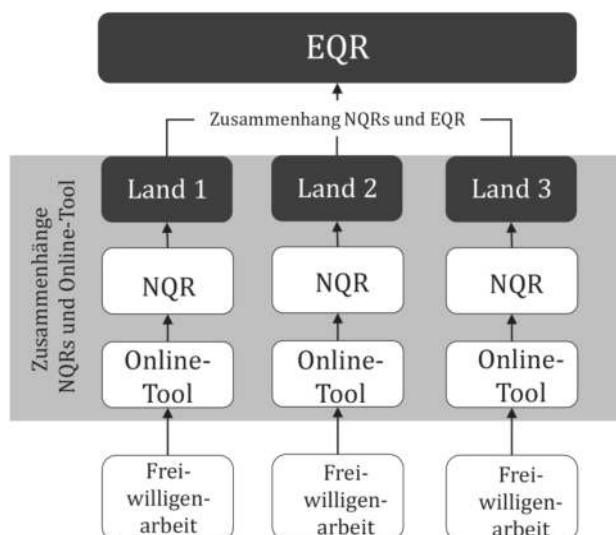 EQR
Zusammenhang NQRs und EQR
Zusammenhänge
NQRs und Online-Tool
Land 1
Land 2
Land 3
NQR
NQR
NQR
Online-
Tool
Online-
Tool
Online-
Tool
Frei-
willigen-
arbeit
Frei-
willigen-
arbeit
Frei-
willigen-
arbeit